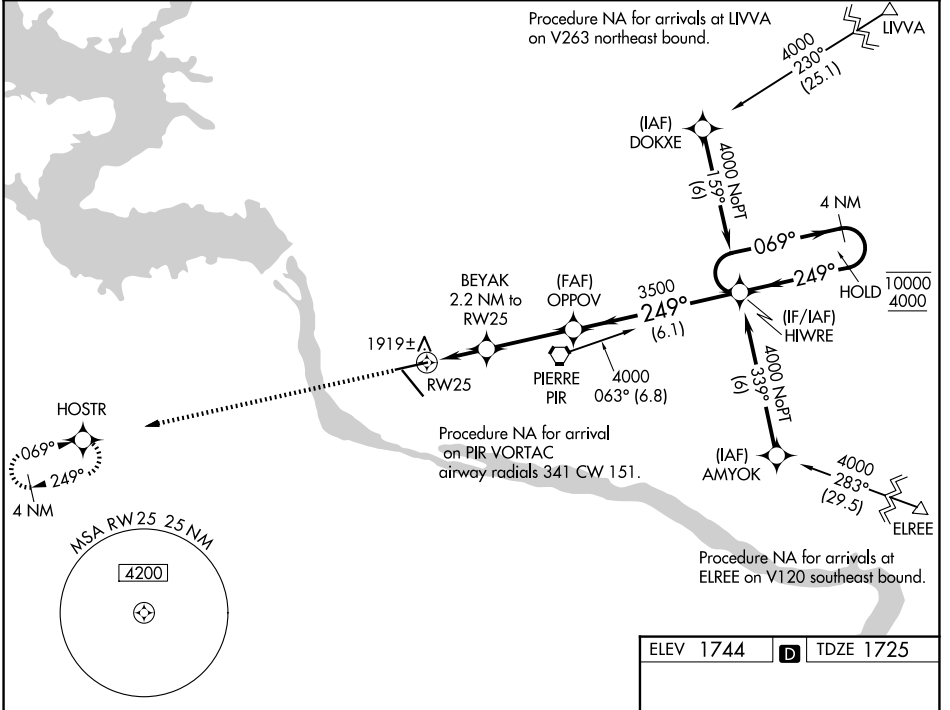 Procedure NA for arrivals at LIVVA
on V263 northeast bound.
LIVVA
4000
230°
(25.1)
(IAF)
DOKXE
4000 NoPT
159°
(6)
4 NM
069°
249°
HOLD
10000
4000
(IF/IAF)
HIWRE
BEYAK
2.2 NM to
RW25
(FAF)
OPPOV
3500
249°
(6.1)
1919±
RW25
PIERRE
PIR
4000
063° (6.8)
4000 NoPT
339°
(6)
HOSTR
069°
249°
4 NM
Procedure NA for arrival
on PIR VORTAC
airway radials 341 CW 151.
(IAF)
AMYOK
4000
283°
(29.5)
ELREE
MSA RW25 25 NM
4200
Procedure NA for arrivals at
ELREE on V120 southeast bound.
ELEV 1744 D TDZE 1725